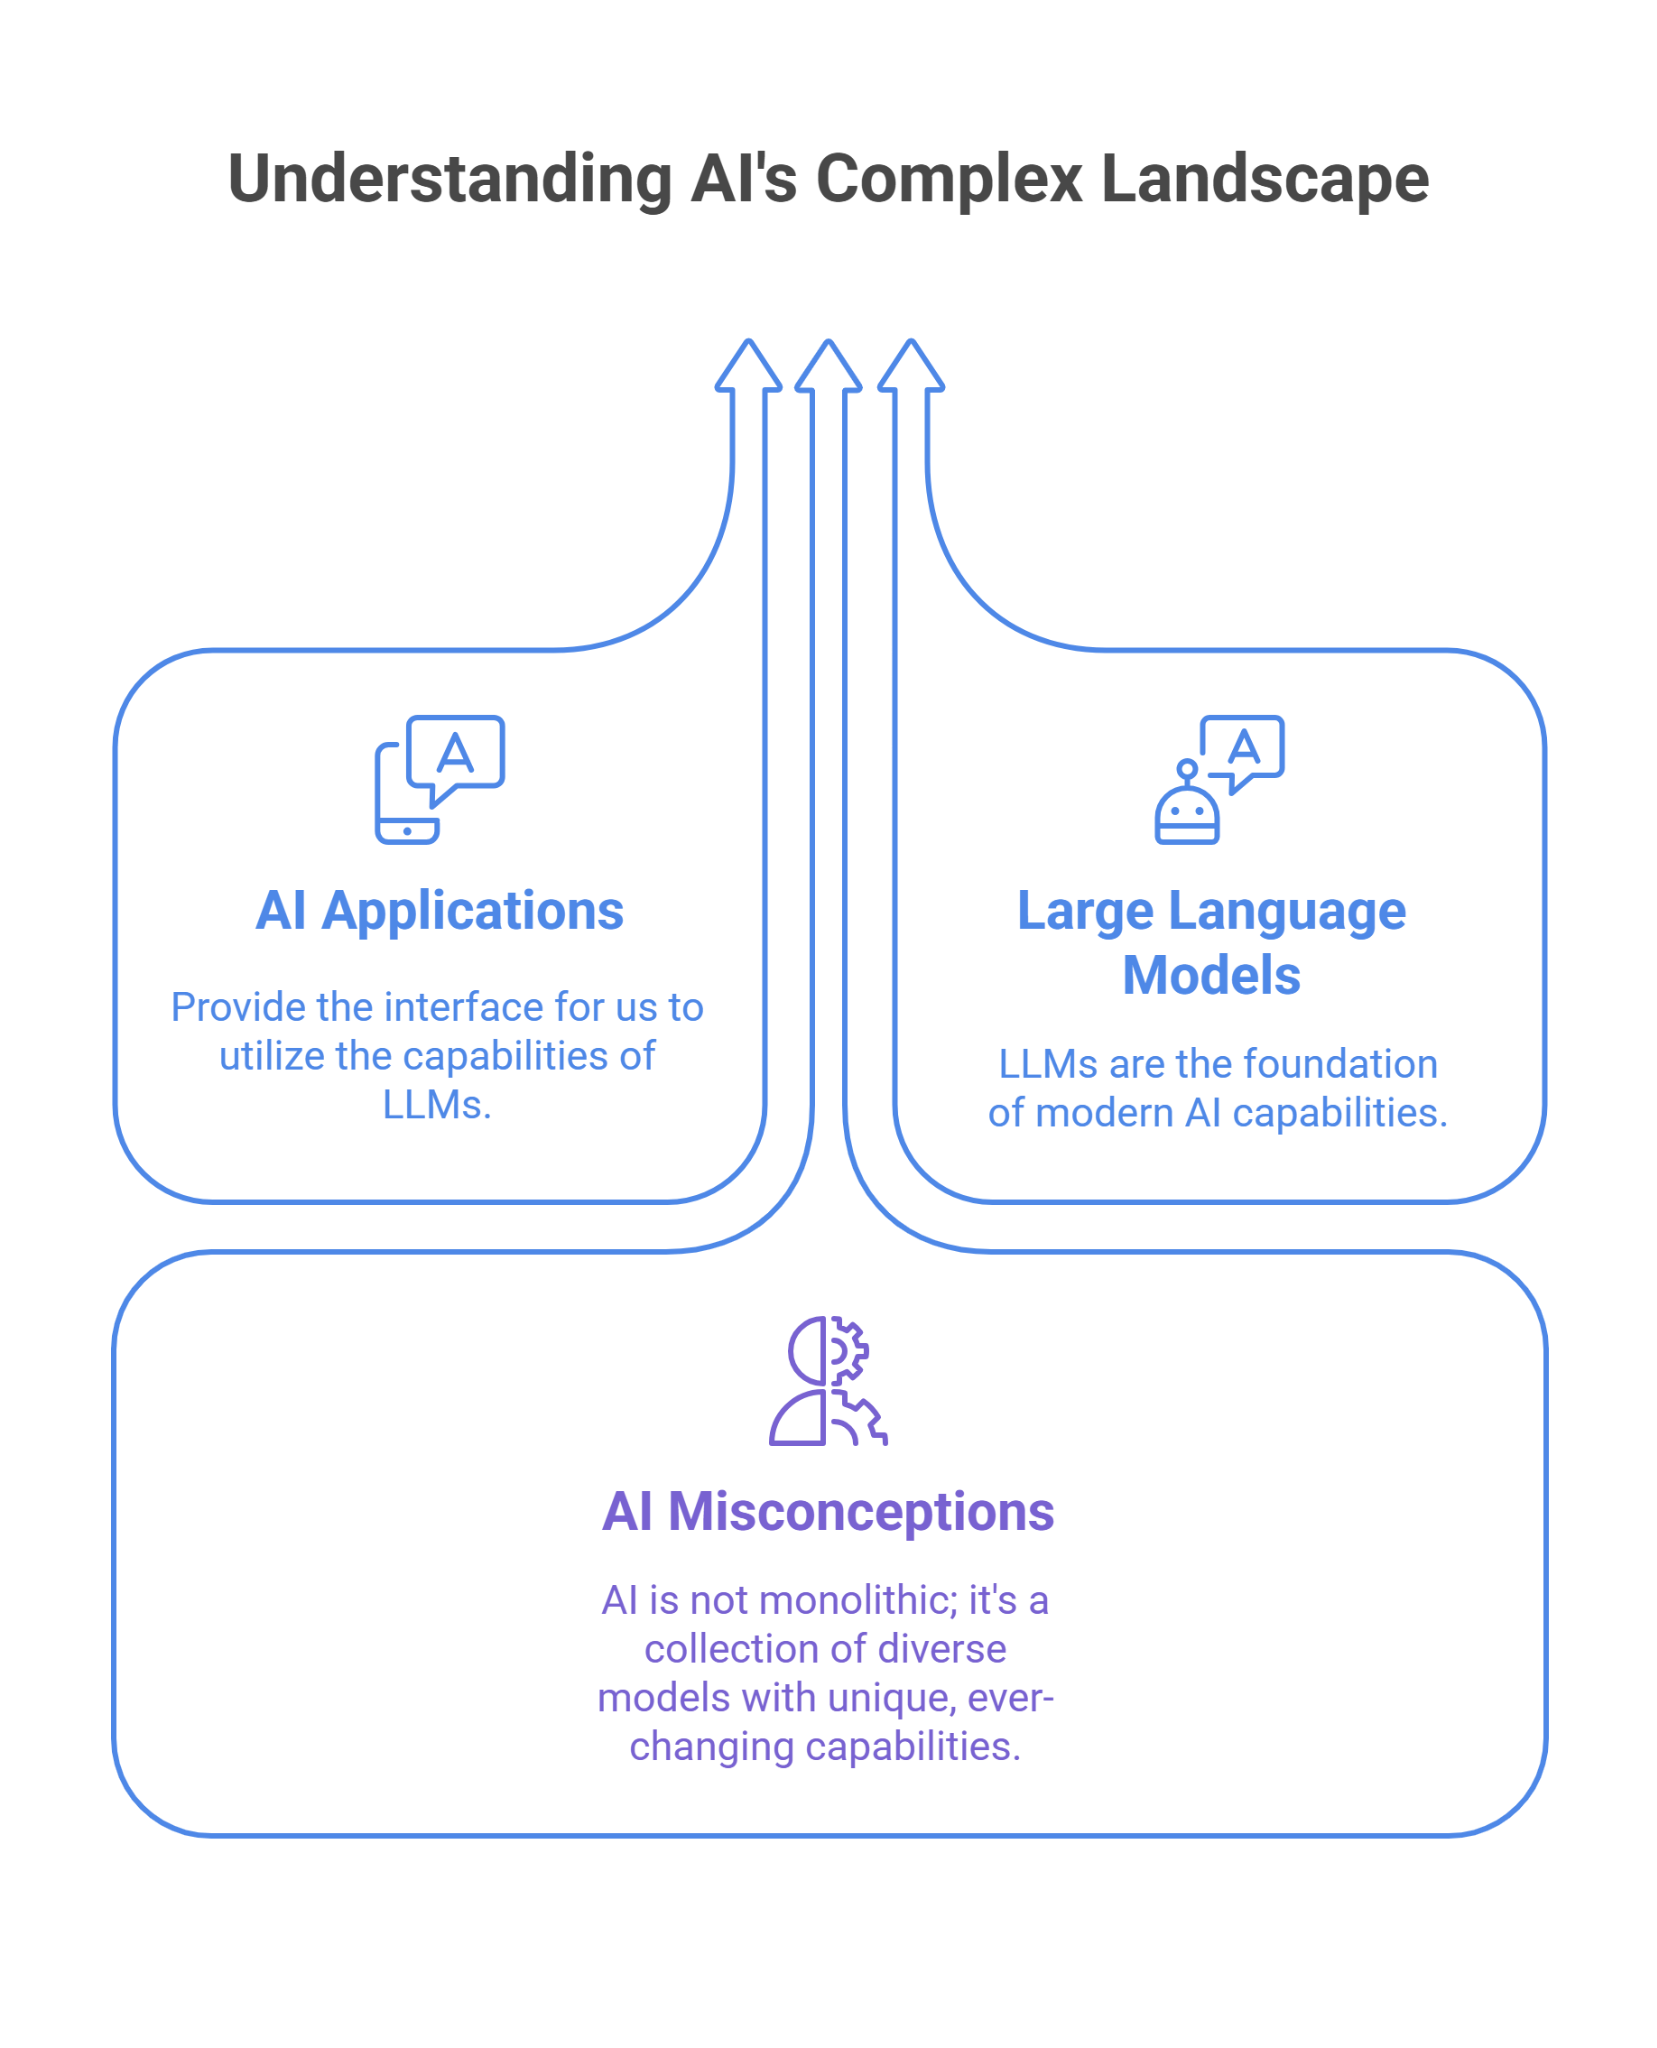 Understanding AI's Complex Landscape
A
AI Applications
Provide the interface for us to
utilize the capabilities of
LLMs.
A
Large Language
Models
LLMs are the foundation
of modern AI capabilities.
AI Misconceptions
AI is not monolithic; it's a
collection of diverse
models with unique, ever-
changing capabilities.